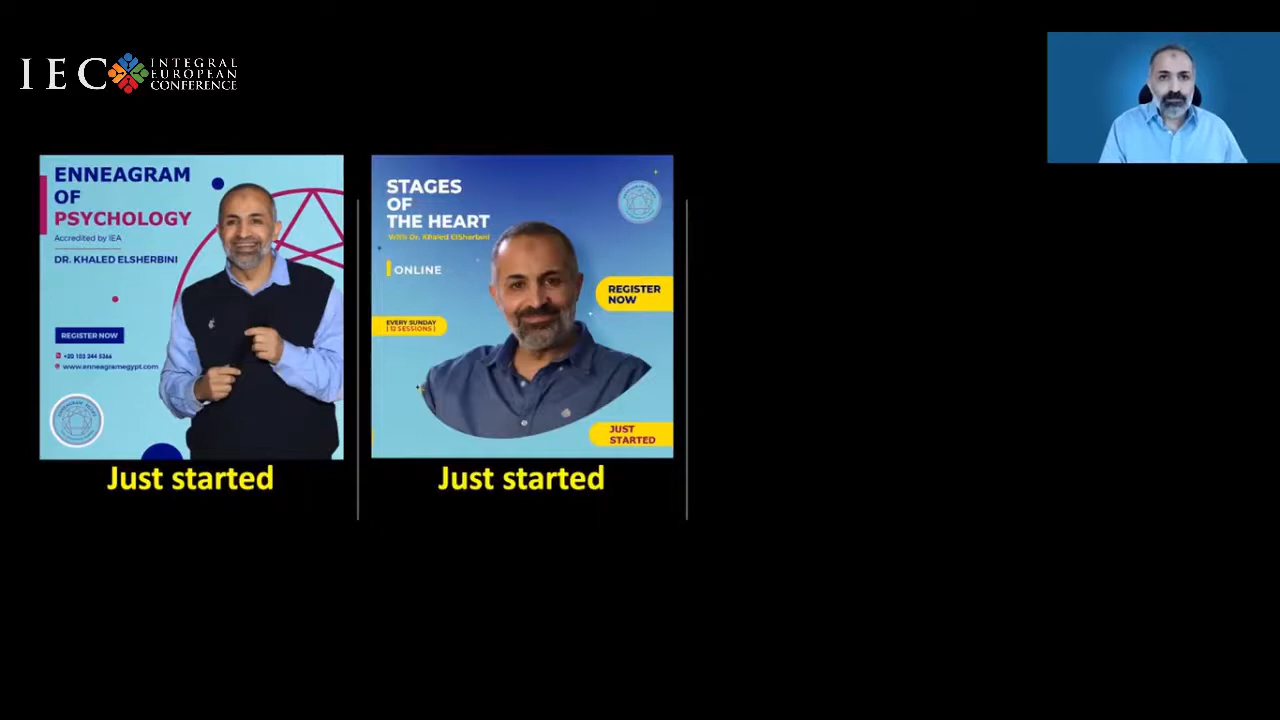 IEC
INTEGRAL
EUROPEAN
CONFERENCE
ENNEAGRAM
OF
PSYCHOLOGY
Accredited by IEA
DR. KHALED ELSHERBINI
REGISTER NOW
www.enneagramegypt.com
Just started
STAGES
OF
THE HEART
With Dr. Khaled ElSherbini
ONLINE
REGISTER
NOW
EVERY SUNDAY
| 12 SESSIONS |
JUST
STARTED
Just started